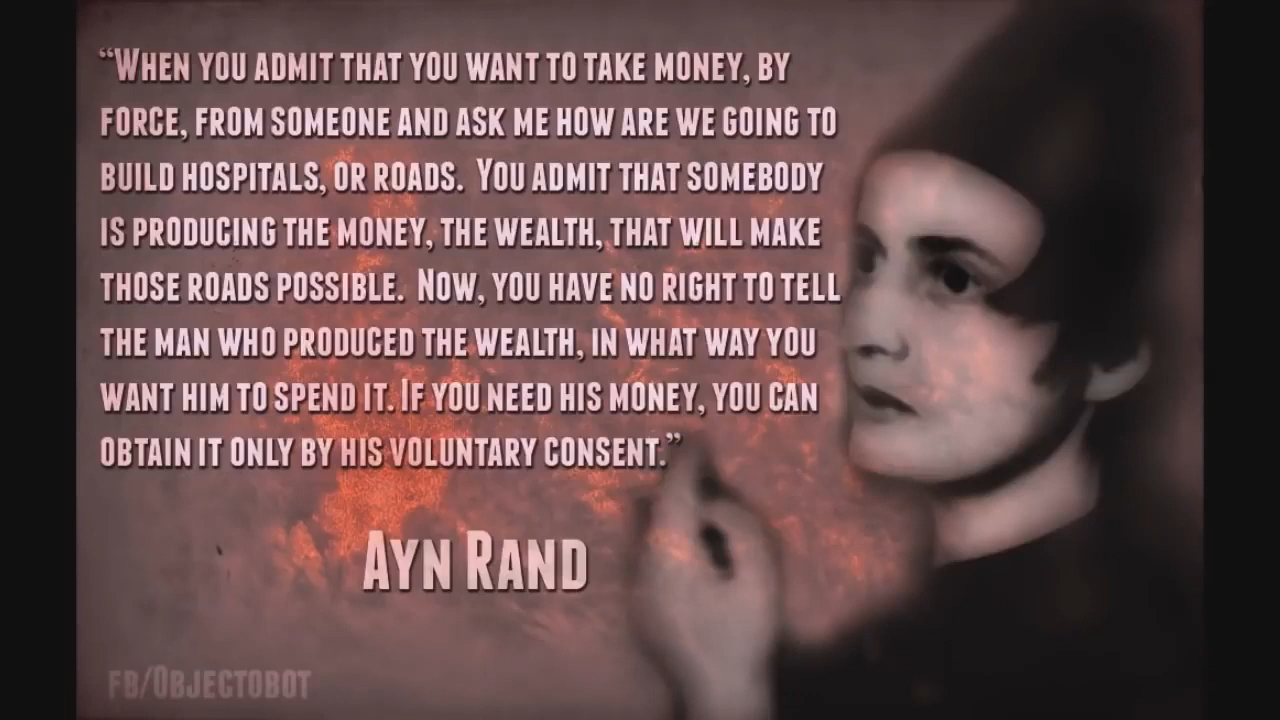 “WHEN YOU ADMIT THAT YOU WANT TO TAKE MONEY, BY
FORCE, FROM SOMEONE AND ASK ME HOW ARE WE GOING TO
BUILD HOSPITALS, OR ROADS. YOU ADMIT THAT SOMEBODY
IS PRODUCING THE MONEY, THE WEALTH, THAT WILL MAKE
THOSE ROADS POSSIBLE. NOW, YOU HAVE NO RIGHT TO TELL
THE MAN WHO PRODUCED THE WEALTH, IN WHAT WAY YOU
WANT HIM TO SPEND IT. IF YOU NEED HIS MONEY, YOU CAN
OBTAIN IT ONLY BY HIS VOLUNTARY CONSENT.”
AYN RAND
FB/OBJECTOBOT